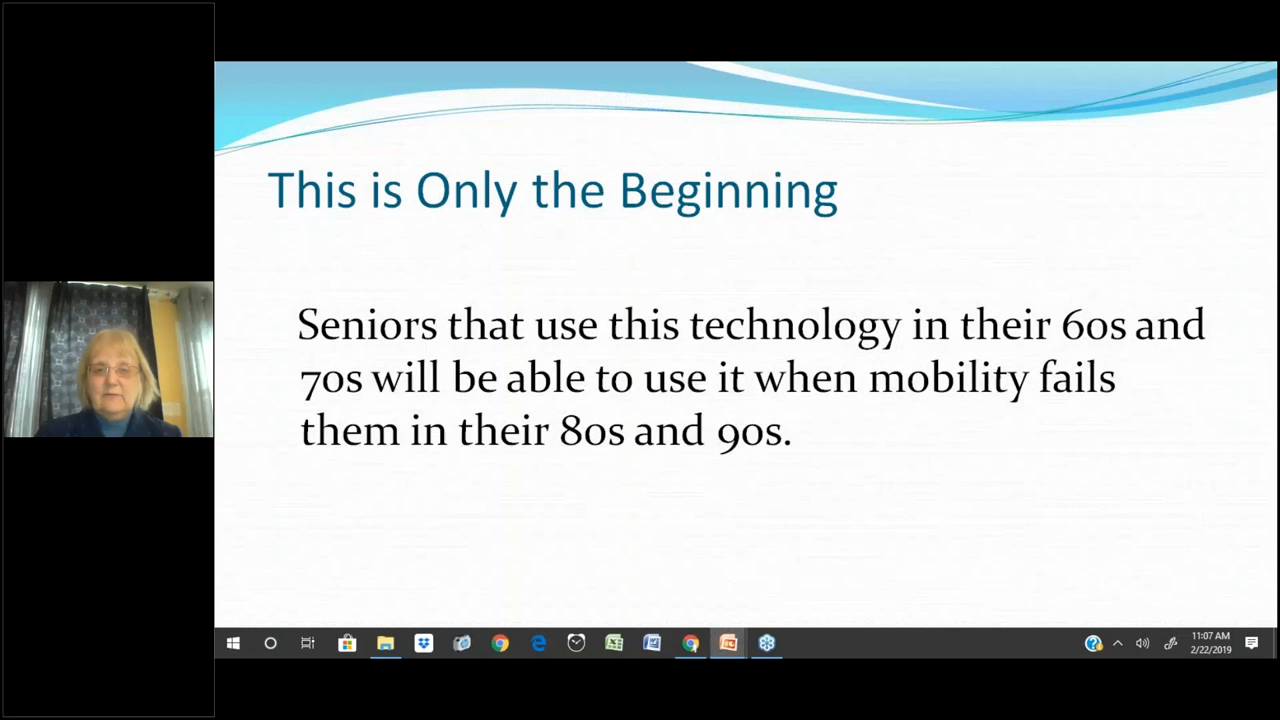 This is Only the Beginning
Seniors that use this technology in their 60s and
70s will be able to use it when mobility fails
them in their 80s and 90s.
11:07 AM
2/22/2019